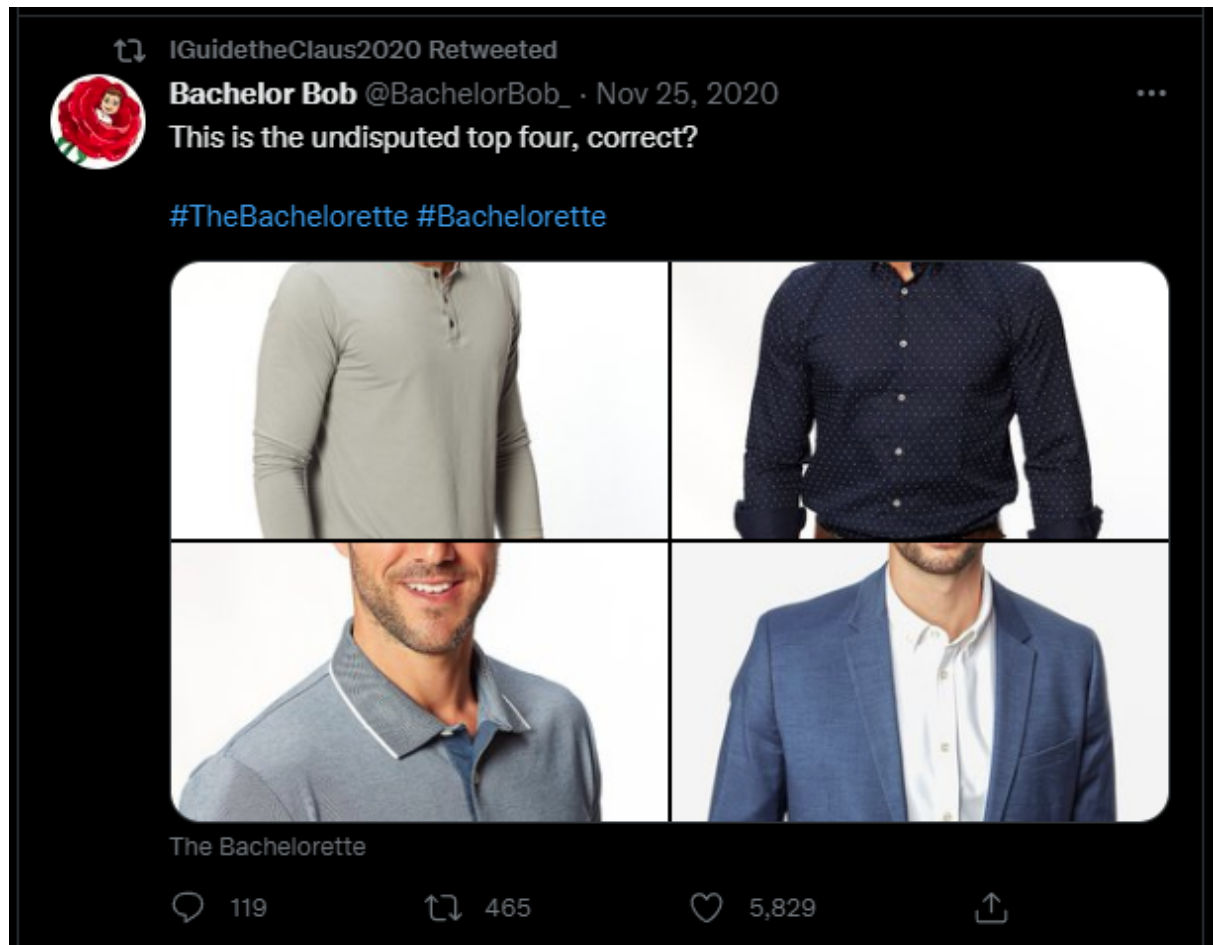 IGuidetheClaus2020 Retweeted
Bachelor Bob @BachelorBob_ · Nov 25, 2020
This is the undisputed top four, correct?
#TheBachelorette #Bachelorette
The Bachelorette
119 465 5,829